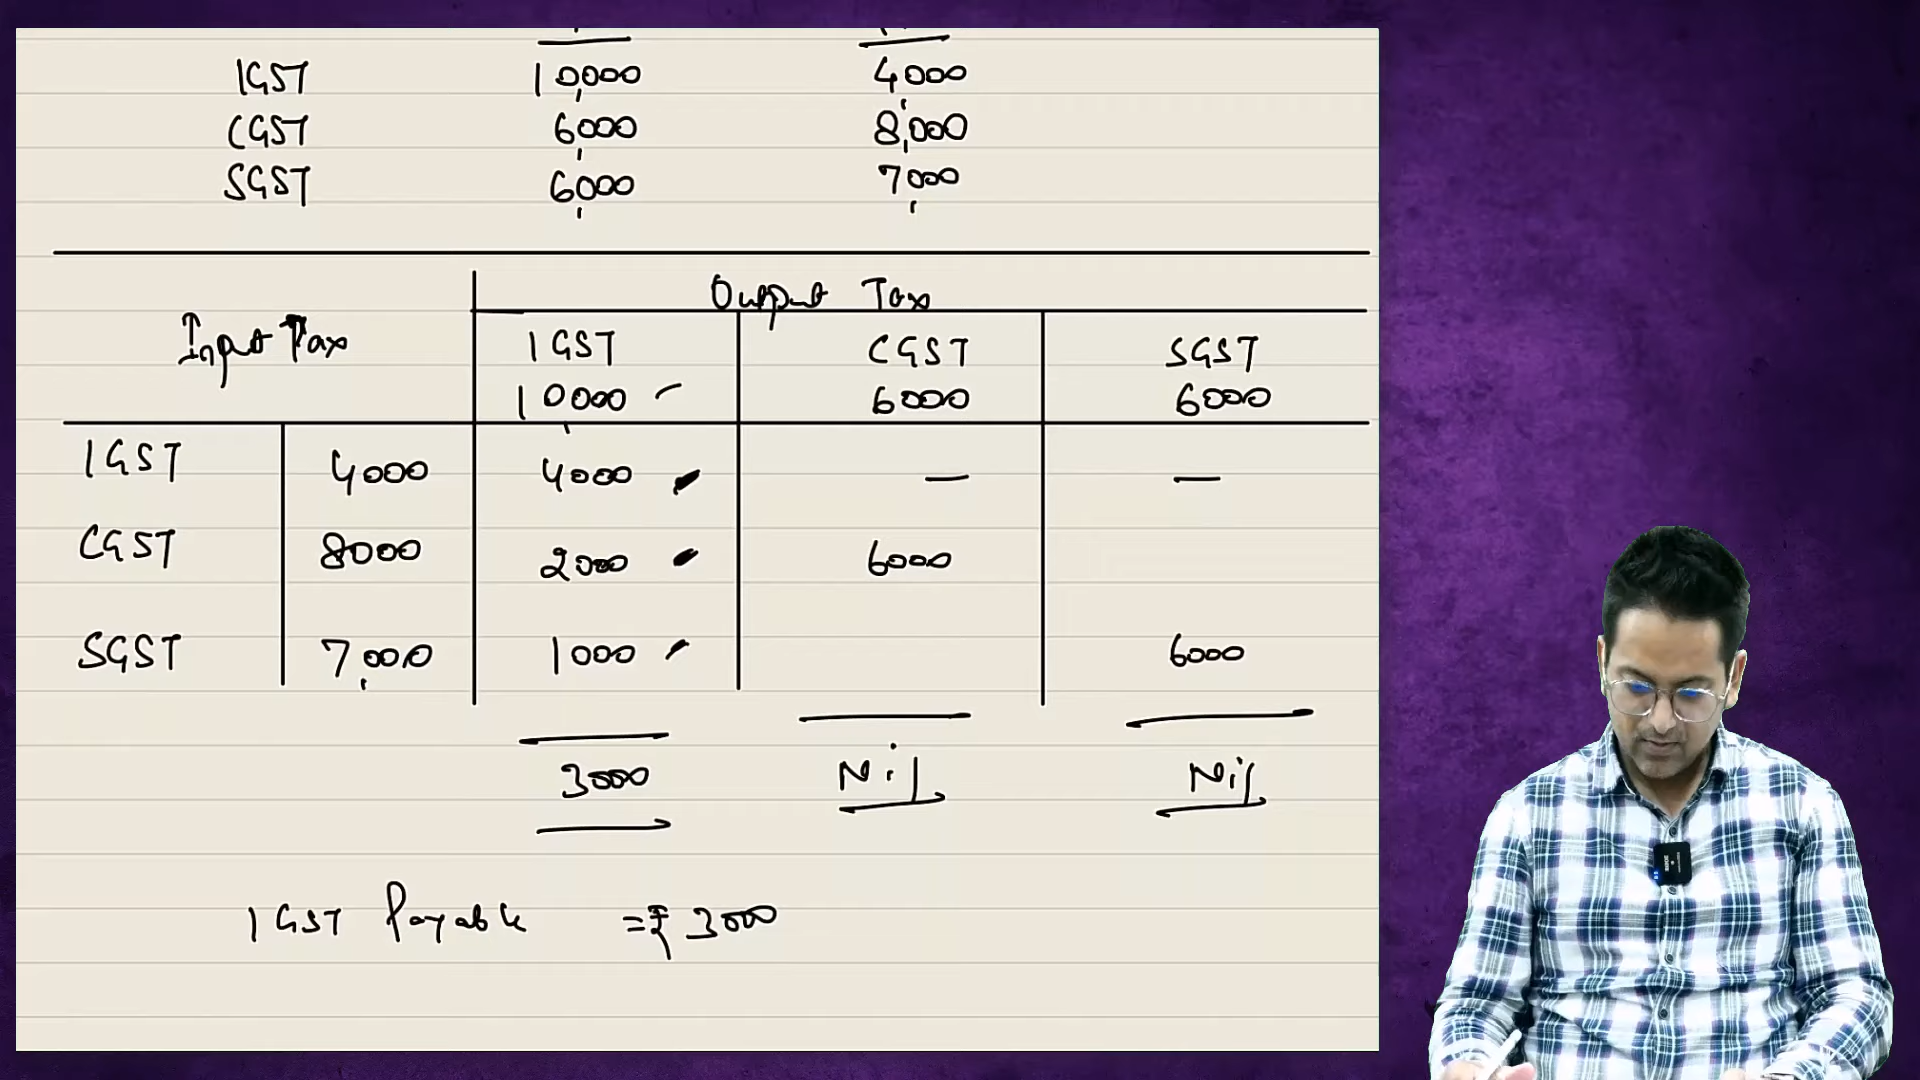 IGST 10,000 4,000
CGST 6,000 8,000
SGST 6,000 7,000
Output Tax
Input Tax
IGST CGST SGST
10,000 6000 6000
IGST 4000 4000 — —
CGST 8000 2000 6000
SGST 7,000 1000 6000
3000 Nil Nil
IGST Payable =₹ 3000